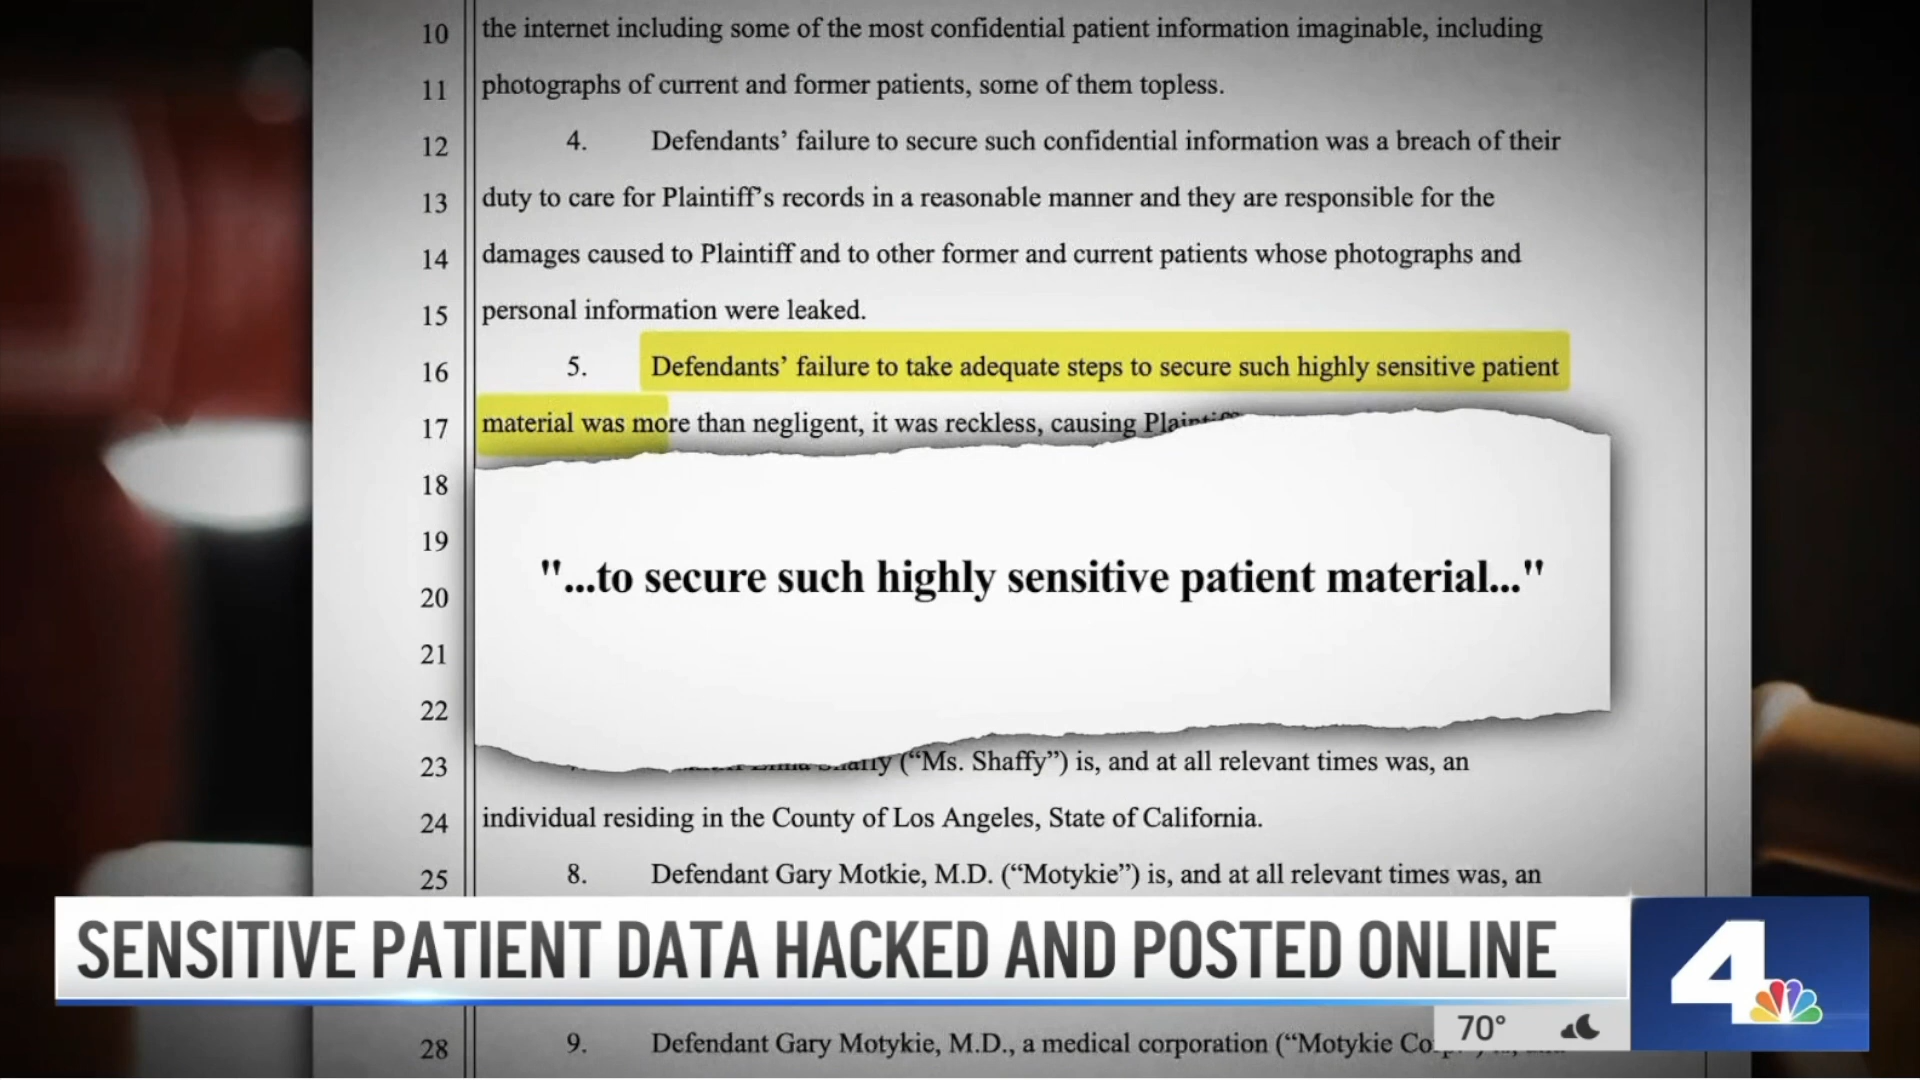 10 the internet including some of the most confidential patient information imaginable, including
11 photographs of current and former patients, some of them topless.
12 4. Defendants’ failure to secure such confidential information was a breach of their
13 duty to care for Plaintiff’s records in a reasonable manner and they are responsible for the
14 damages caused to Plaintiff and to other former and current patients whose photographs and
15 personal information were leaked.
16 5. Defendants’ failure to take adequate steps to secure such highly sensitive patient
17 material was more than negligent, it was reckless, causing Plaintiff
18
19
"...to secure such highly sensitive patient material..."
20
21
22
23 (“Ms. Shaffy”) is, and at all relevant times was, an
24 individual residing in the County of Los Angeles, State of California.
25 8. Defendant Gary Motkie, M.D. (“Motykie”) is, and at all relevant times was, an
SENSITIVE PATIENT DATA HACKED AND POSTED ONLINE
4
70°
28 9. Defendant Gary Motykie, M.D., a medical corporation (“Motykie